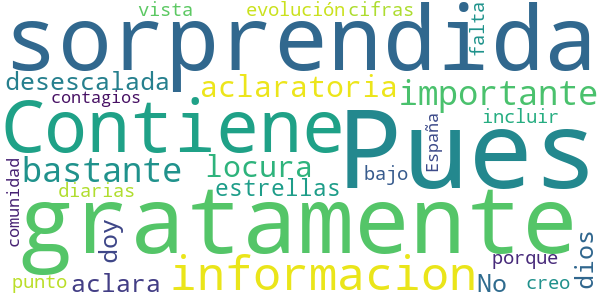 vista
evolución
cifras
falta
sorprendida
desescalada
aclaratoria
importante
contagios
Contiene
Pues
incluir
España
bastante
locura
bajo
estrellas
diarias
comunidad
gratamente
doy
dios
porque
informacion
punto
aclara
No
creo